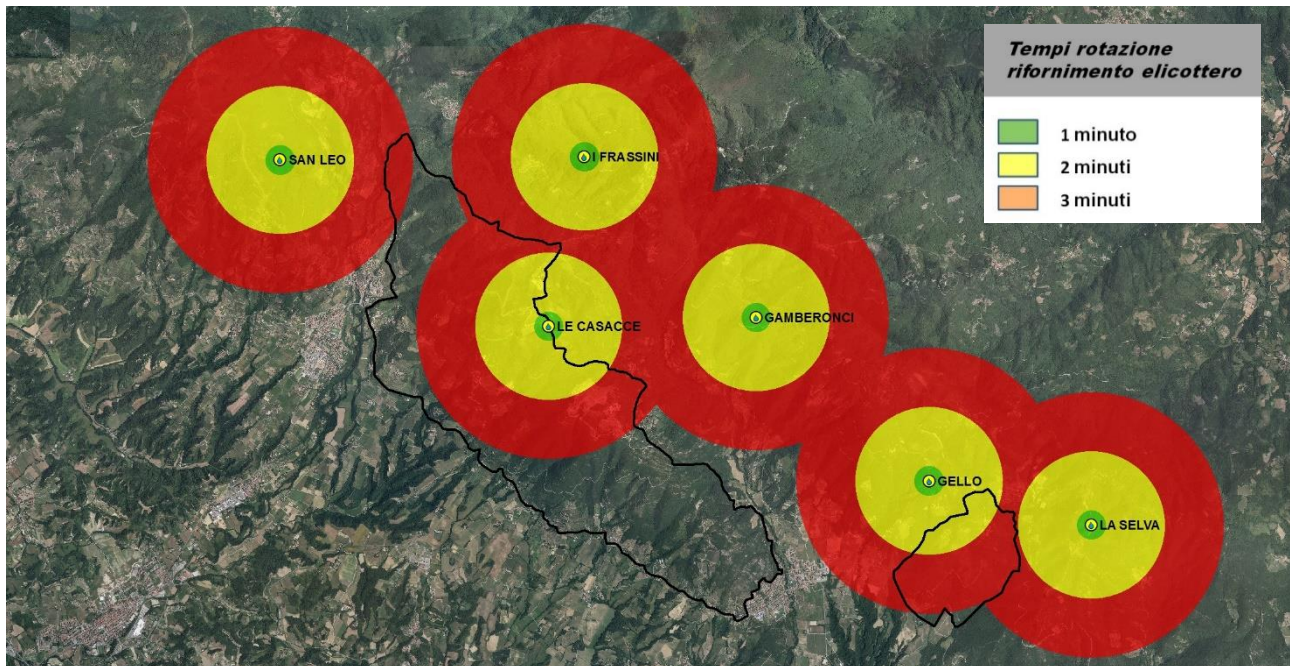 Tempi rotazione
rifornimento elicottero
1 minuto
2 minuti
3 minuti
SAN LEO
I FRASSINI
LE CASACCE
GAMBERONCI
GELLO
LA SELVA